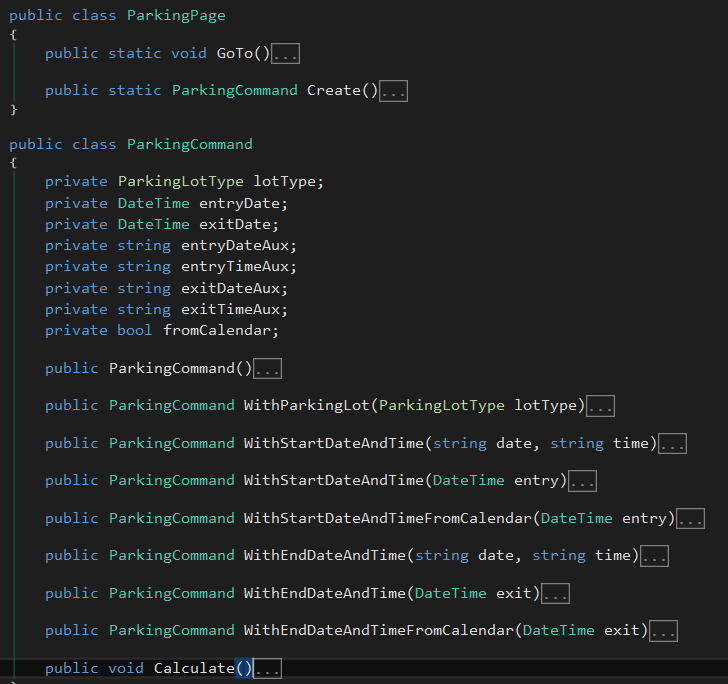 public class ParkingPage
{
public static void GoTo()...
public static ParkingCommand Create()...
}
public class ParkingCommand
{
private ParkingLotType lotType;
private DateTime entryDate;
private DateTime exitDate;
private string entryDateAux;
private string entryTimeAux;
private string exitDateAux;
private string exitTimeAux;
private bool fromCalendar;
public ParkingCommand()...
public ParkingCommand WithParkingLot(ParkingLotType lotType)...
public ParkingCommand WithStartDateAndTime(string date, string time)...
public ParkingCommand WithStartDateAndTime(DateTime entry)...
public ParkingCommand WithStartDateAndTimeFromCalendar(DateTime entry)...
public ParkingCommand WithEndDateAndTime(string date, string time)...
public ParkingCommand WithEndDateAndTime(DateTime exit)...
public ParkingCommand WithEndDateAndTimeFromCalendar(DateTime exit)...
public void Calculate()...
}